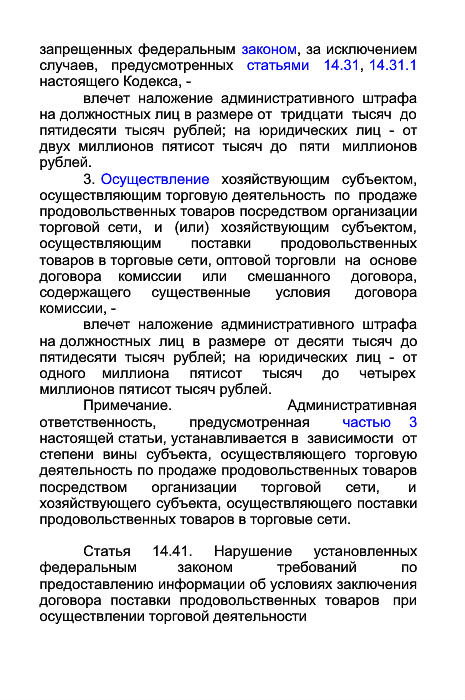 запрещенных федеральным законом, за исключением
случаев, предусмотренных статьями 14.31, 14.31.1
настоящего Кодекса, -
влечет наложение административного штрафа
на должностных лиц в размере от тридцати тысяч до
пятидесяти тысяч рублей; на юридических лиц - от
двух миллионов пятисот тысяч до пяти миллионов
рублей.
3. Осуществление хозяйствующим субъектом,
осуществляющим торговую деятельность по продаже
продовольственных товаров посредством организации
торговой сети, и (или) хозяйствующим субъектом,
осуществляющим поставки продовольственных
товаров в торговые сети, оптовой торговли на основе
договора комиссии или смешанного договора,
содержащего существенные условия договора
комиссии, -
влечет наложение административного штрафа
на должностных лиц в размере от десяти тысяч до
пятидесяти тысяч рублей; на юридических лиц - от
одного миллиона пятисот тысяч до четырех
миллионов пятисот тысяч рублей.
Примечание. Административная
ответственность, предусмотренная частью 3
настоящей статьи, устанавливается в зависимости от
степени вины субъекта, осуществляющего торговую
деятельность по продаже продовольственных товаров
посредством организации торговой сети, и
хозяйствующего субъекта, осуществляющего поставки
продовольственных товаров в торговые сети.
Статья 14.41. Нарушение установленных
федеральным законом требований по
предоставлению информации об условиях заключения
договора поставки продовольственных товаров при
осуществлении торговой деятельности